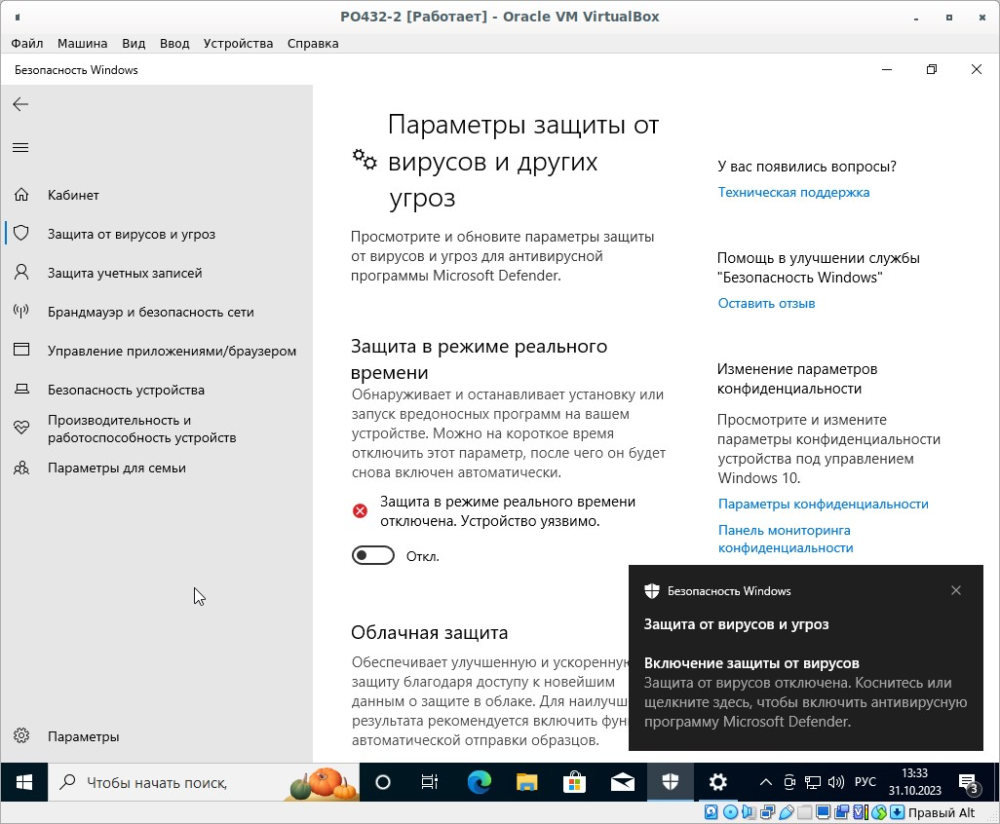 PO432-2 [Работает] - Oracle VM VirtualBox
Файл Машина Вид Ввод Устройства Справка
Безопасность Windows
Кабинет
Защита от вирусов и угроз
Защита учетных записей
Брандмауэр и безопасность сети
Управление приложениями/браузером
Безопасность устройства
Производительность и
работоспособность устройств
Параметры для семьи
Параметры
Параметры защиты от
вирусов и других
угроз
Просмотрите и обновите параметры защиты
от вирусов и угроз для антивирусной
программы Microsoft Defender.
Защита в режиме реального
времени
Обнаруживает и останавливает установку или
запуск вредоносных программ на вашем
устройстве. Можно на короткое время
отключить этот параметр, после чего он будет
снова включен автоматически.
Защита в режиме реального времени
отключена. Устройство уязвимо.
Откл.
Облачная защита
Обеспечивает улучшенную и ускоренную
защиту благодаря доступу к новейшим
данным о защите в облаке. Для наилучш
результата рекомендуется включить фун
автоматической отправки образцов.
У вас появились вопросы?
Техническая поддержка
Помощь в улучшении службы
"Безопасность Windows"
Оставить отзыв
Изменение параметров
конфиденциальности
Просмотрите и измените
параметры конфиденциальности
устройства под управлением
Windows 10.
Параметры конфиденциальности
Панель мониторинга
конфиденциальности
Безопасность Windows
Защита от вирусов и угроз
Включение защиты от вирусов
Защита от вирусов отключена. Коснитесь или
щелкните здесь, чтобы включить антивирусную
программу Microsoft Defender.
Чтобы начать поиск,
РУС
13:33
31.10.2023
3
Правый Alt